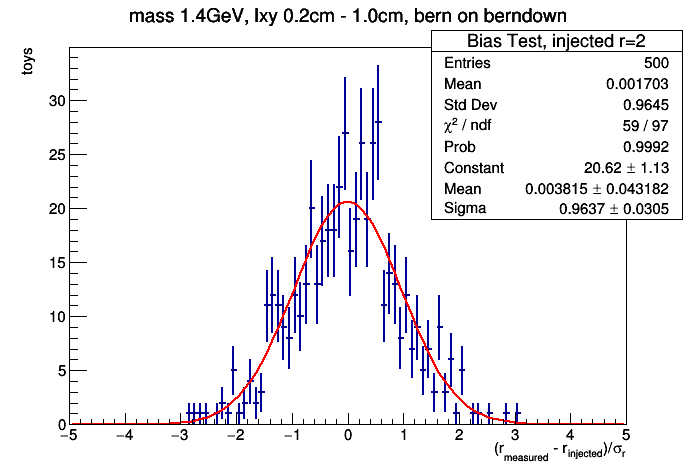 mass 1.4GeV, lxy 0.2cm - 1.0cm, bern on berndown
Bias Test, injected r=2
Entries 500
Mean 0.001703
Std Dev 0.9645
χ² / ndf 59 / 97
Prob 0.9992
Constant 20.62 ± 1.13
Mean 0.003815 ± 0.043182
Sigma 0.9637 ± 0.0305
toys
30
25
20
15
10
5
0
−5 −4 −3 −2 −1 0 1 2 3 4 5
(r_measured - r_injected)/σ_r